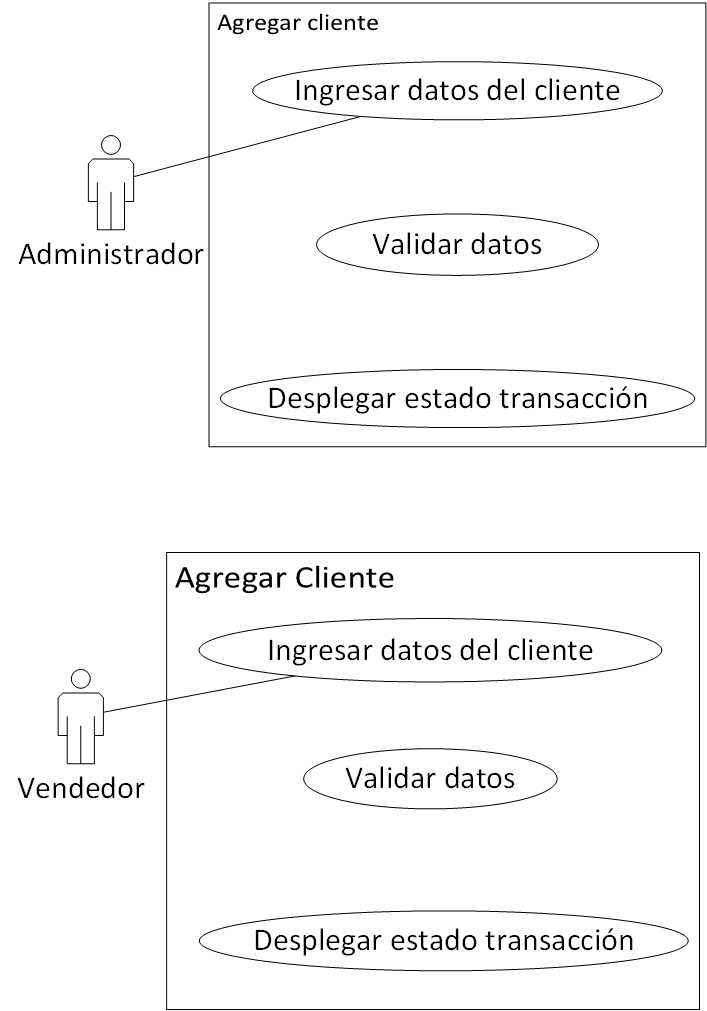 Agregar cliente
Ingresar datos del cliente
Administrador
Validar datos
Desplegar estado transacción
Agregar Cliente
Ingresar datos del cliente
Vendedor
Validar datos
Desplegar estado transacción